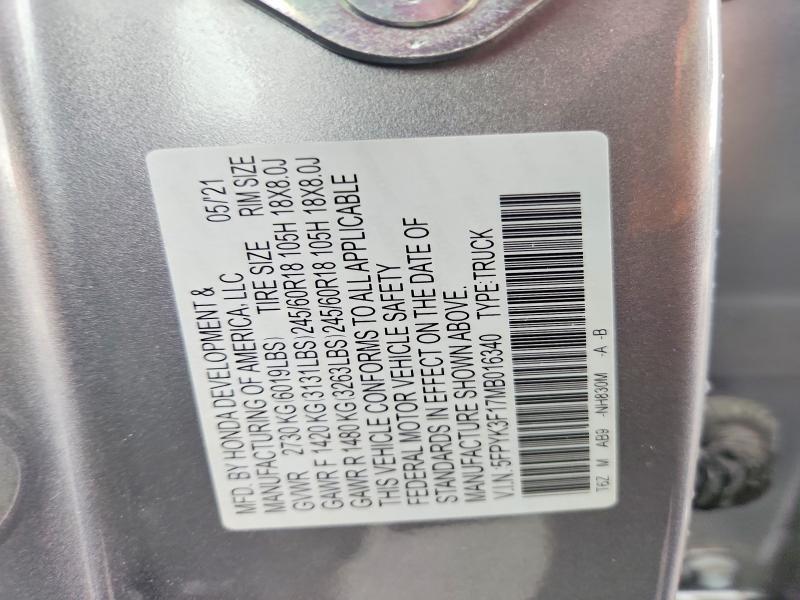 MFD. BY HONDA DEVELOPMENT & 05/'21
MANUFACTURING OF AMERICA, LLC
GVWR 2730 KG(6019LBS) TIRE SIZE RIM SIZE
GAWR F 1420 KG(3131LBS)245/60R18 105H 18X8.0J
GAWR R 1480 KG(3263LBS)245/60R18 105H 18X8.0J
THIS VEHICLE CONFORMS TO ALL APPLICABLE
FEDERAL MOTOR VEHICLE SAFETY
STANDARDS IN EFFECT ON THE DATE OF
MANUFACTURE SHOWN ABOVE.
V.I.N:5FPYK3F17MB016340 TYPE:TRUCK
T6Z M AB9 -NH830M -A -B